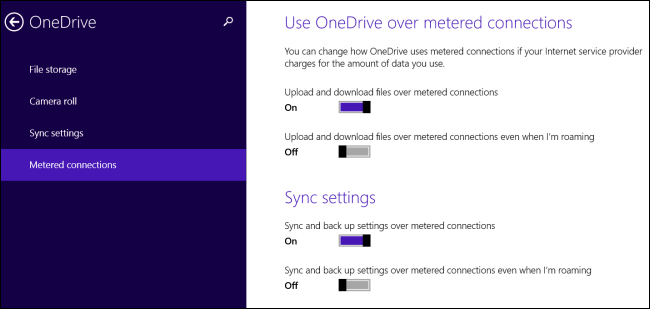 OneDrive
File storage
Camera roll
Sync settings
Metered connections
Use OneDrive over metered connections
You can change how OneDrive uses metered connections if your Internet service provider
charges for the amount of data you use.
Upload and download files over metered connections
On
Upload and download files over metered connections even when I'm roaming
Off
Sync settings
Sync and back up settings over metered connections
On
Sync and back up settings over metered connections even when I'm roaming
Off